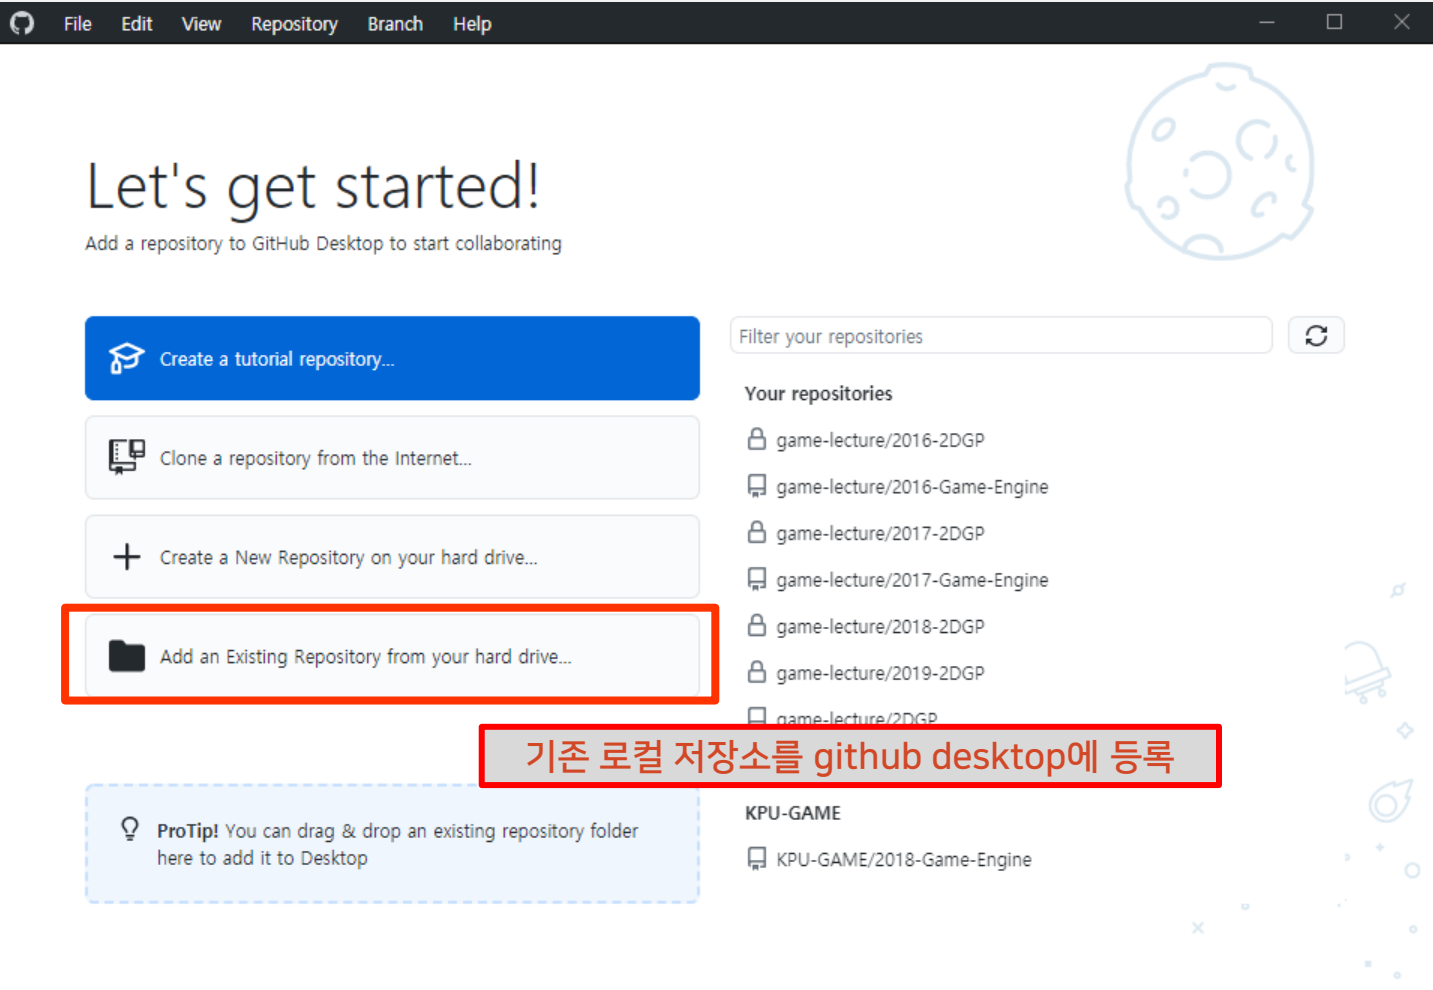 File Edit View Repository Branch Help
Let's get started!
Add a repository to GitHub Desktop to start collaborating
Create a tutorial repository...
Clone a repository from the Internet...
Create a New Repository on your hard drive...
Add an Existing Repository from your hard drive...
ProTip! You can drag & drop an existing repository folder
here to add it to Desktop
Filter your repositories
Your repositories
game-lecture/2016-2DGP
game-lecture/2016-Game-Engine
game-lecture/2017-2DGP
game-lecture/2017-Game-Engine
game-lecture/2018-2DGP
game-lecture/2019-2DGP
game-lecture/2DGP
기존 로컬 저장소를 github desktop에 등록
KPU-GAME
KPU-GAME/2018-Game-Engine